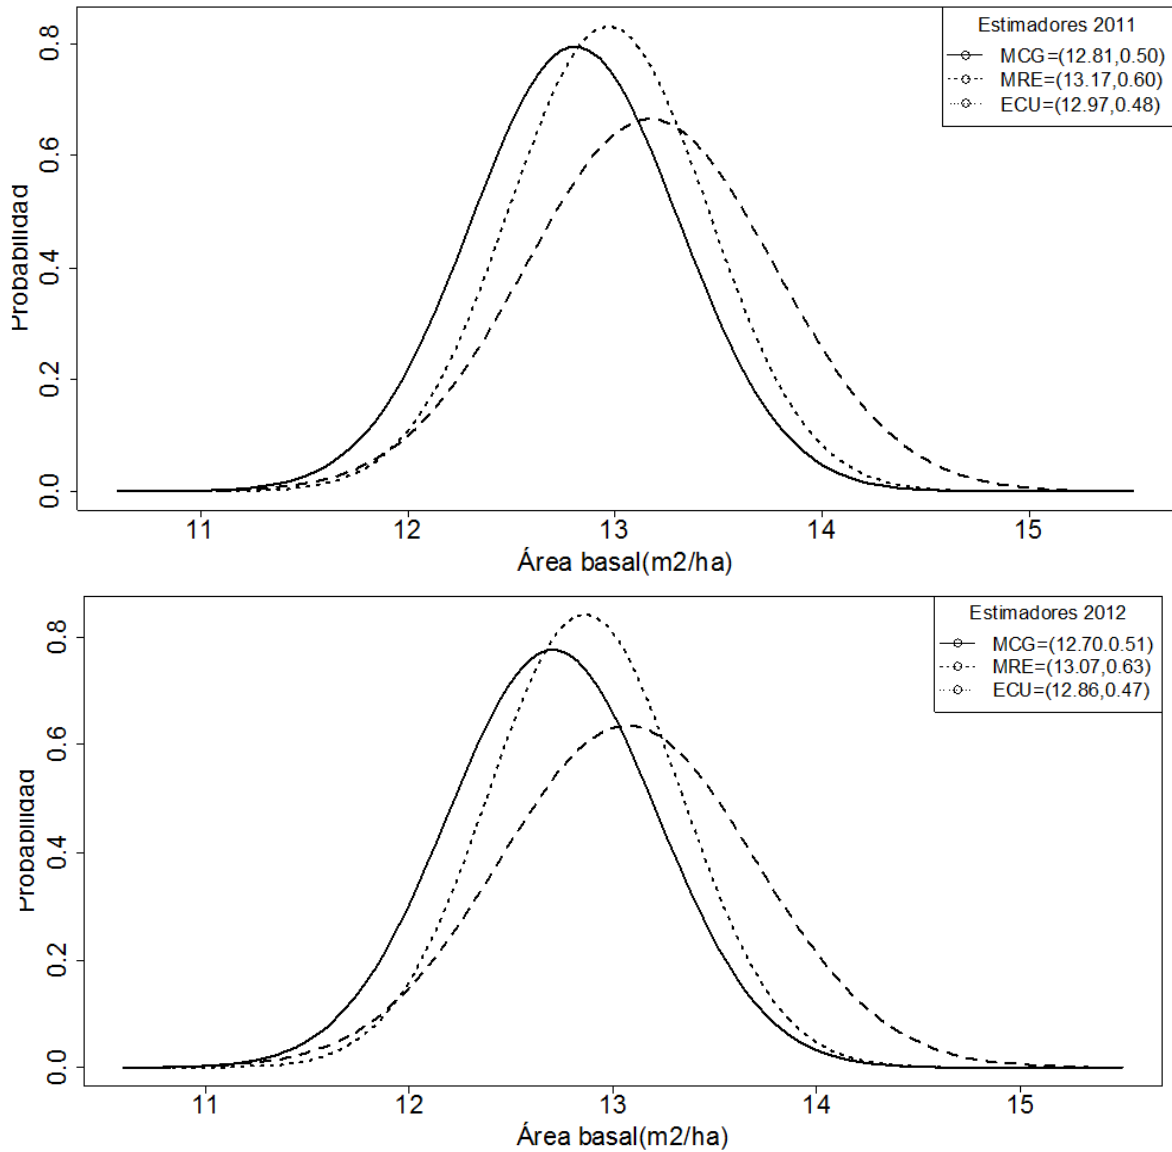 Estimadores 2011
MCG=(12.81,0.50)
MRE=(13.17,0.60)
ECU=(12.97,0.48)
Probabilidad
0.8
0.6
0.4
0.2
0.0
11 12 13 14 15
Área basal(m2/ha)
Estimadores 2012
MCG=(12.70.0.51)
MRE=(13.07,0.63)
ECU=(12.86,0.47)
Probabilidad
0.8
0.6
0.4
0.2
0.0
11 12 13 14 15
Área basal(m2/ha)